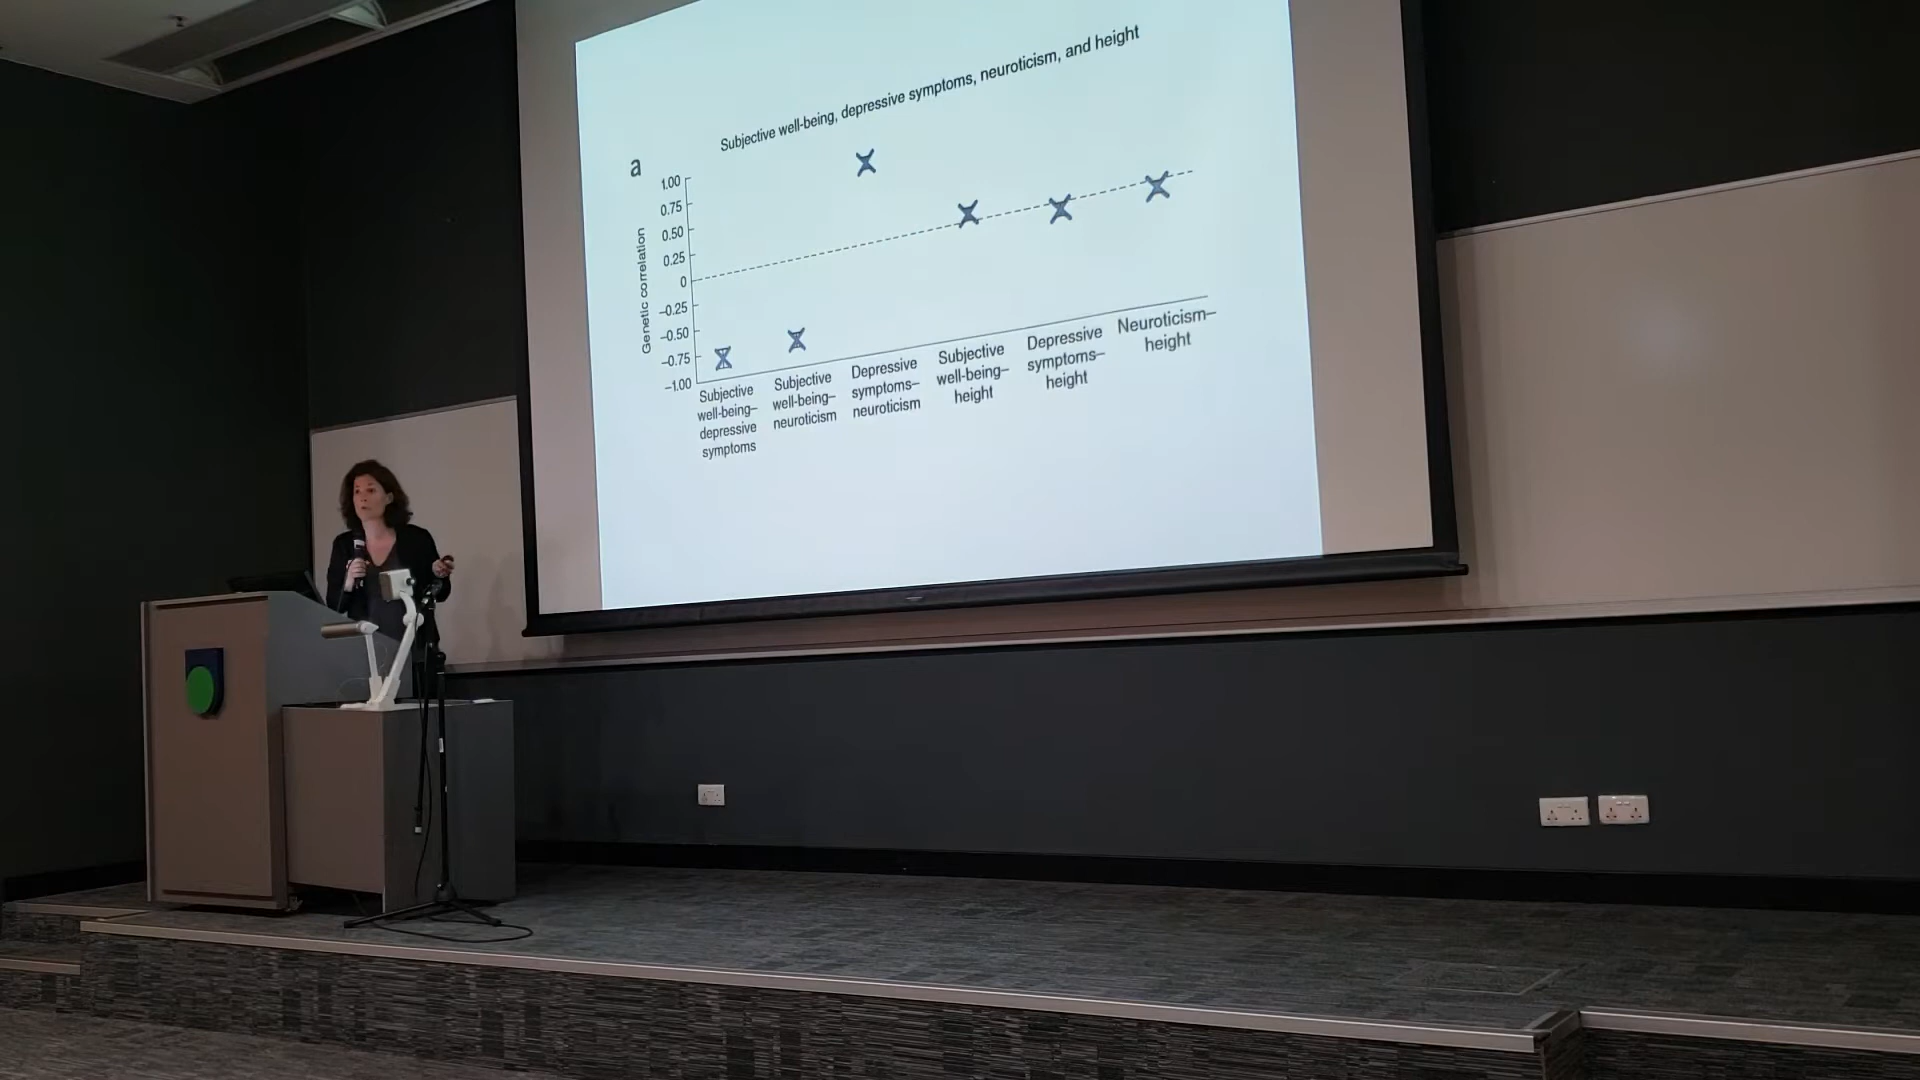 Subjective well-being, depressive symptoms, neuroticism, and height
a
Genetic correlation
1.00
0.75
0.50
0.25
0
–0.25
–0.50
–0.75
–1.00
Subjective
well-being–
depressive
symptoms
Subjective
well-being–
neuroticism
Depressive
symptoms–
neuroticism
Subjective
well-being–
height
Depressive
symptoms–
height
Neuroticism–
height